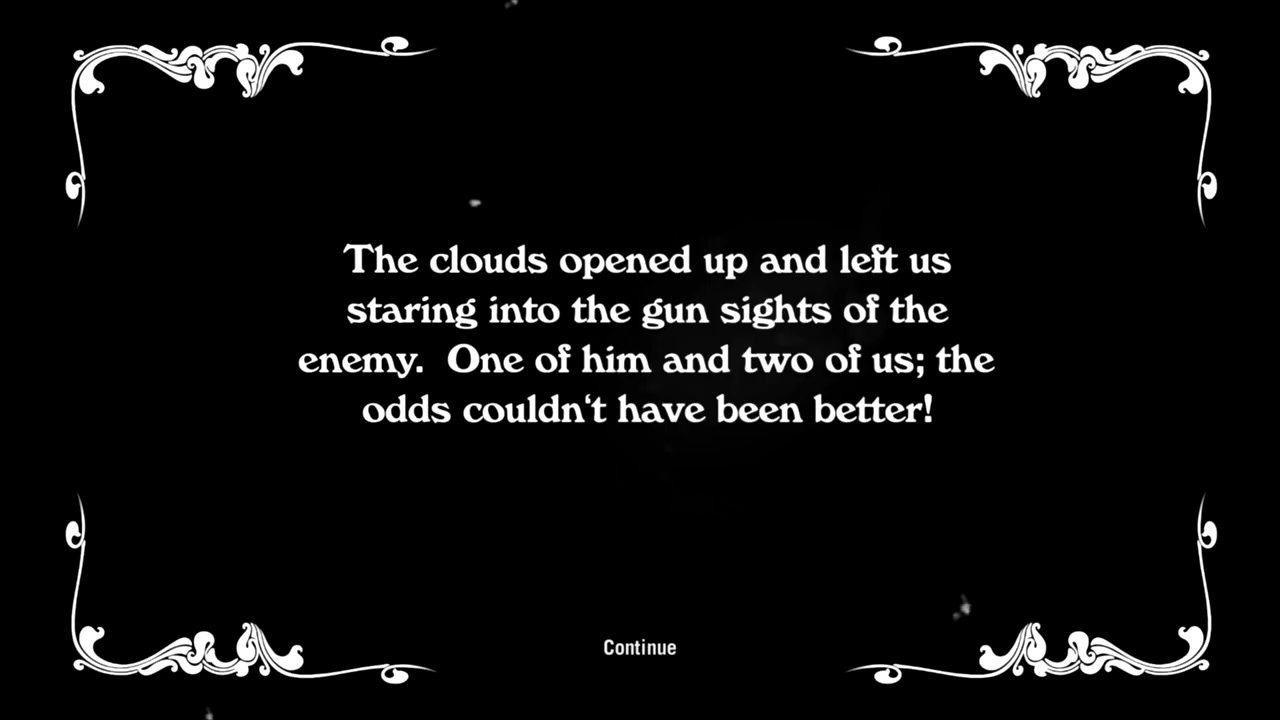 The clouds opened up and left us
staring into the gun sights of the
enemy.  One of him and two of us; the
odds couldn‘t have been better!
Continue